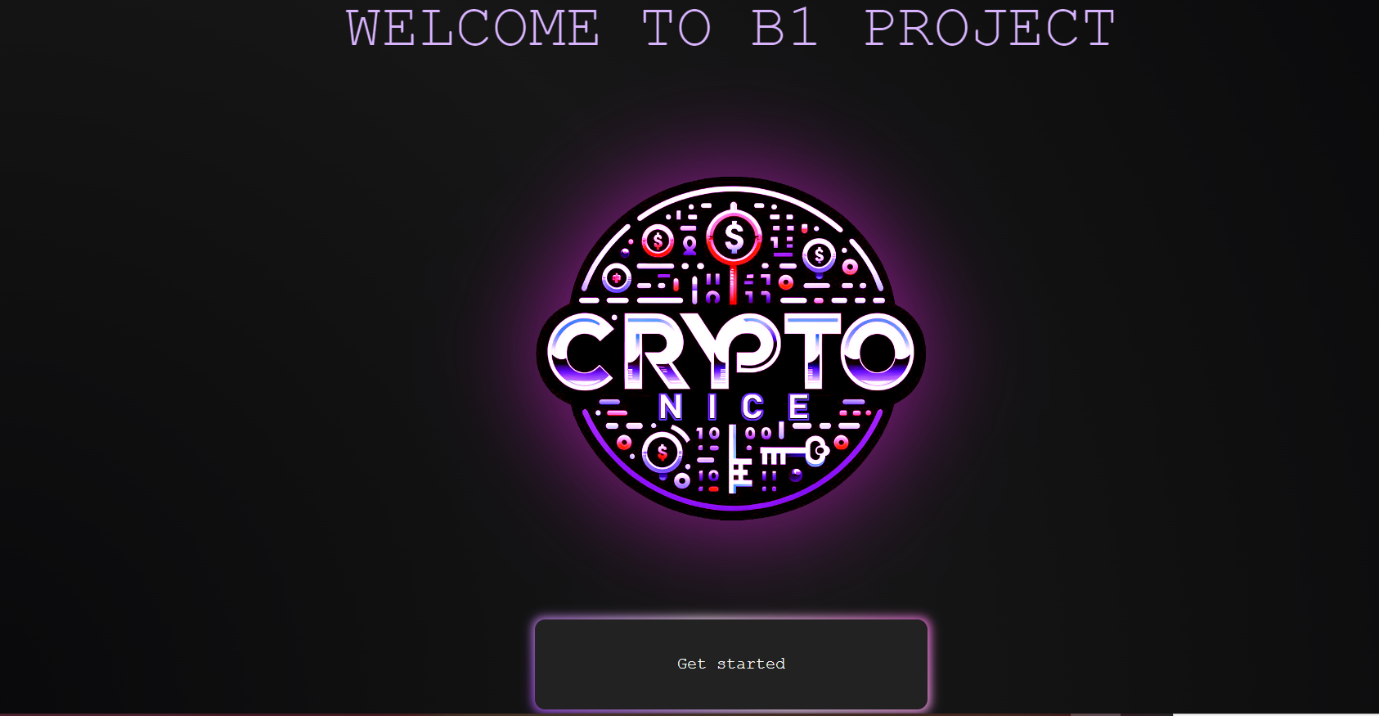 WELCOME TO B1 PROJECT
CRYPTO
NICE
Get started